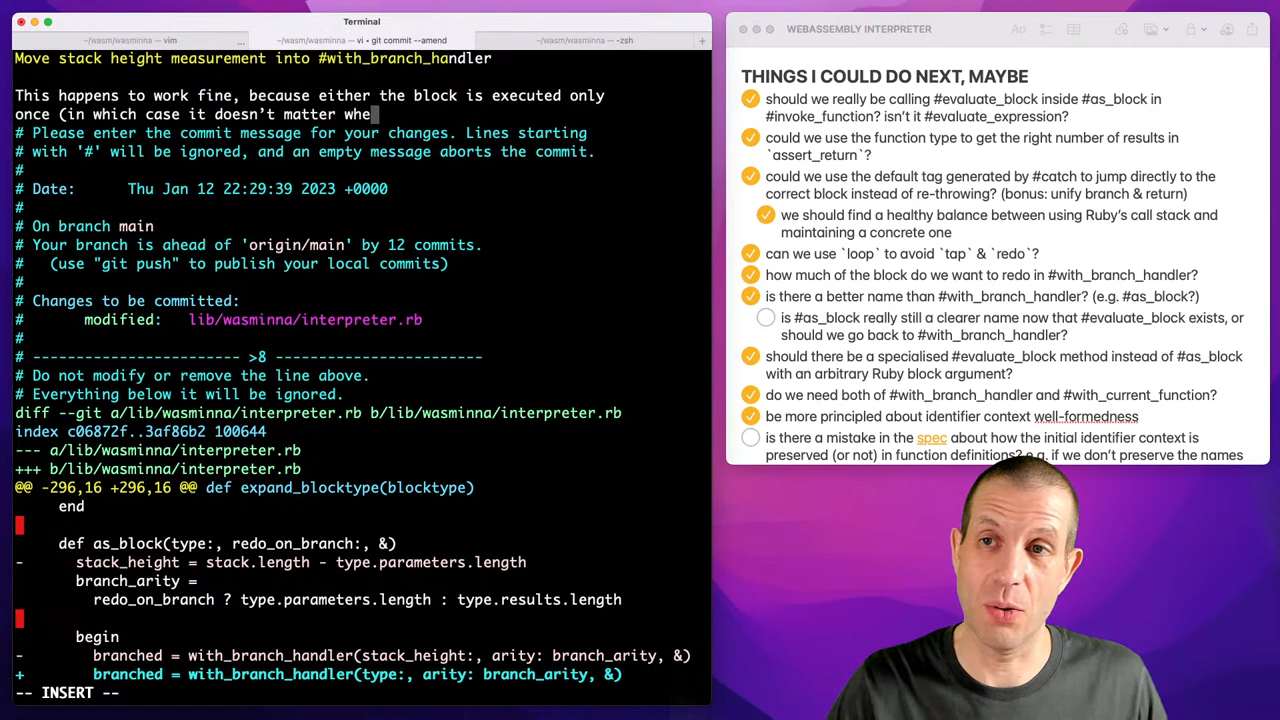 Terminal
~/wasm/wasminna — vim
...
~/wasm/wasminna — vi • git commit --amend
~/wasm/wasminna — -zsh
+
Move stack height measurement into #with_branch_handler
This happens to work fine, because either the block is executed only
once (in which case it doesn’t matter whe
# Please enter the commit message for your changes. Lines starting
# with '#' will be ignored, and an empty message aborts the commit.
#
# Date:      Thu Jan 12 22:29:39 2023 +0000
#
# On branch main
# Your branch is ahead of 'origin/main' by 12 commits.
#   (use "git push" to publish your local commits)
#
# Changes to be committed:
#       modified:   lib/wasminna/interpreter.rb
#
# ------------------------ >8 ------------------------
# Do not modify or remove the line above.
# Everything below it will be ignored.
diff --git a/lib/wasminna/interpreter.rb b/lib/wasminna/interpreter.rb
index c06872f..3af86b2 100644
--- a/lib/wasminna/interpreter.rb
+++ b/lib/wasminna/interpreter.rb
@@ -296,16 +296,16 @@ def expand_blocktype(blocktype)
end
def as_block(type:, redo_on_branch:, &)
-      stack_height = stack.length - type.parameters.length
branch_arity =
redo_on_branch ? type.parameters.length : type.results.length
begin
-        branched = with_branch_handler(stack_height:, arity: branch_arity, &)
+        branched = with_branch_handler(type:, arity: branch_arity, &)
-- INSERT --
WEBASSEMBLY INTERPRETER
Aa
THINGS I COULD DO NEXT, MAYBE
should we really be calling #evaluate_block inside #as_block in
#invoke_function? isn’t it #evaluate_expression?
could we use the function type to get the right number of results in
`assert_return`?
could we use the default tag generated by #catch to jump directly to the
correct block instead of re-throwing? (bonus: unify branch & return)
we should find a healthy balance between using Ruby’s call stack and
maintaining a concrete one
can we use `loop` to avoid `tap` & `redo`?
how much of the block do we want to redo in #with_branch_handler?
is there a better name than #with_branch_handler? (e.g. #as_block?)
is #as_block really still a clearer name now that #evaluate_block exists, or
should we go back to #with_branch_handler?
should there be a specialised #evaluate_block method instead of #as_block
with an arbitrary Ruby block argument?
do we need both of #with_branch_handler and #with_current_function?
be more principled about identifier context well-formedness
is there a mistake in the spec about how the initial identifier context is
preserved (or not) in function definitions? e.g. if we don’t preserve the names